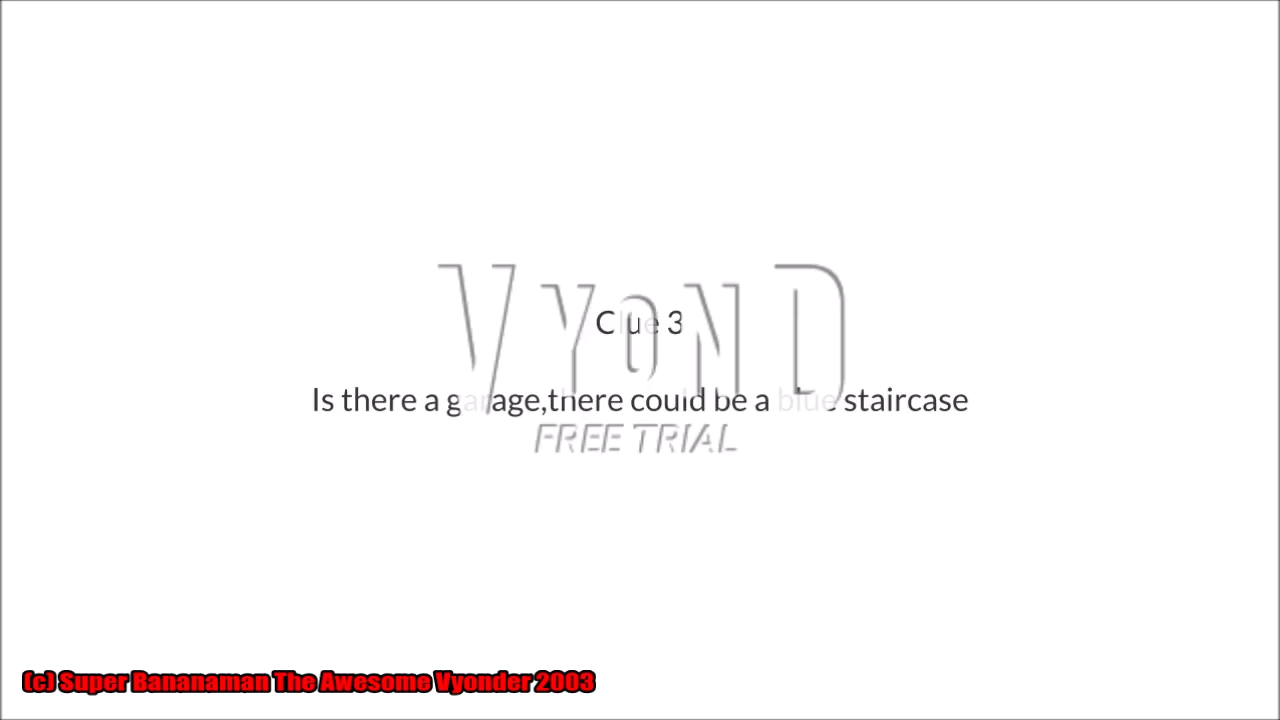 Clue 3
Is there a garage,there could be a blue staircase
VYOND
FREE TRIAL
(c) Super Bananaman The Awesome Vyonder 2003